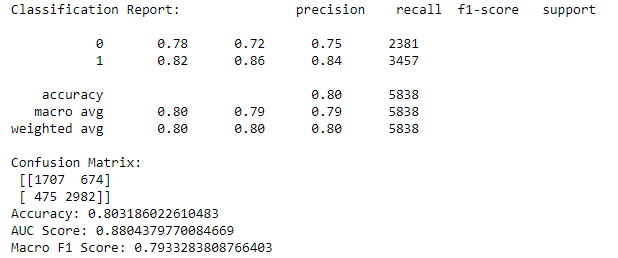 Classification Report:               precision    recall  f1-score   support

           0       0.78      0.72      0.75      2381
           1       0.82      0.86      0.84      3457

    accuracy                           0.80      5838
   macro avg       0.80      0.79      0.79      5838
weighted avg       0.80      0.80      0.80      5838

Confusion Matrix:
 [[1707  674]
 [ 475 2982]]
Accuracy: 0.803186022610483
AUC Score: 0.8804379770084669
Macro F1 Score: 0.7933283808766403